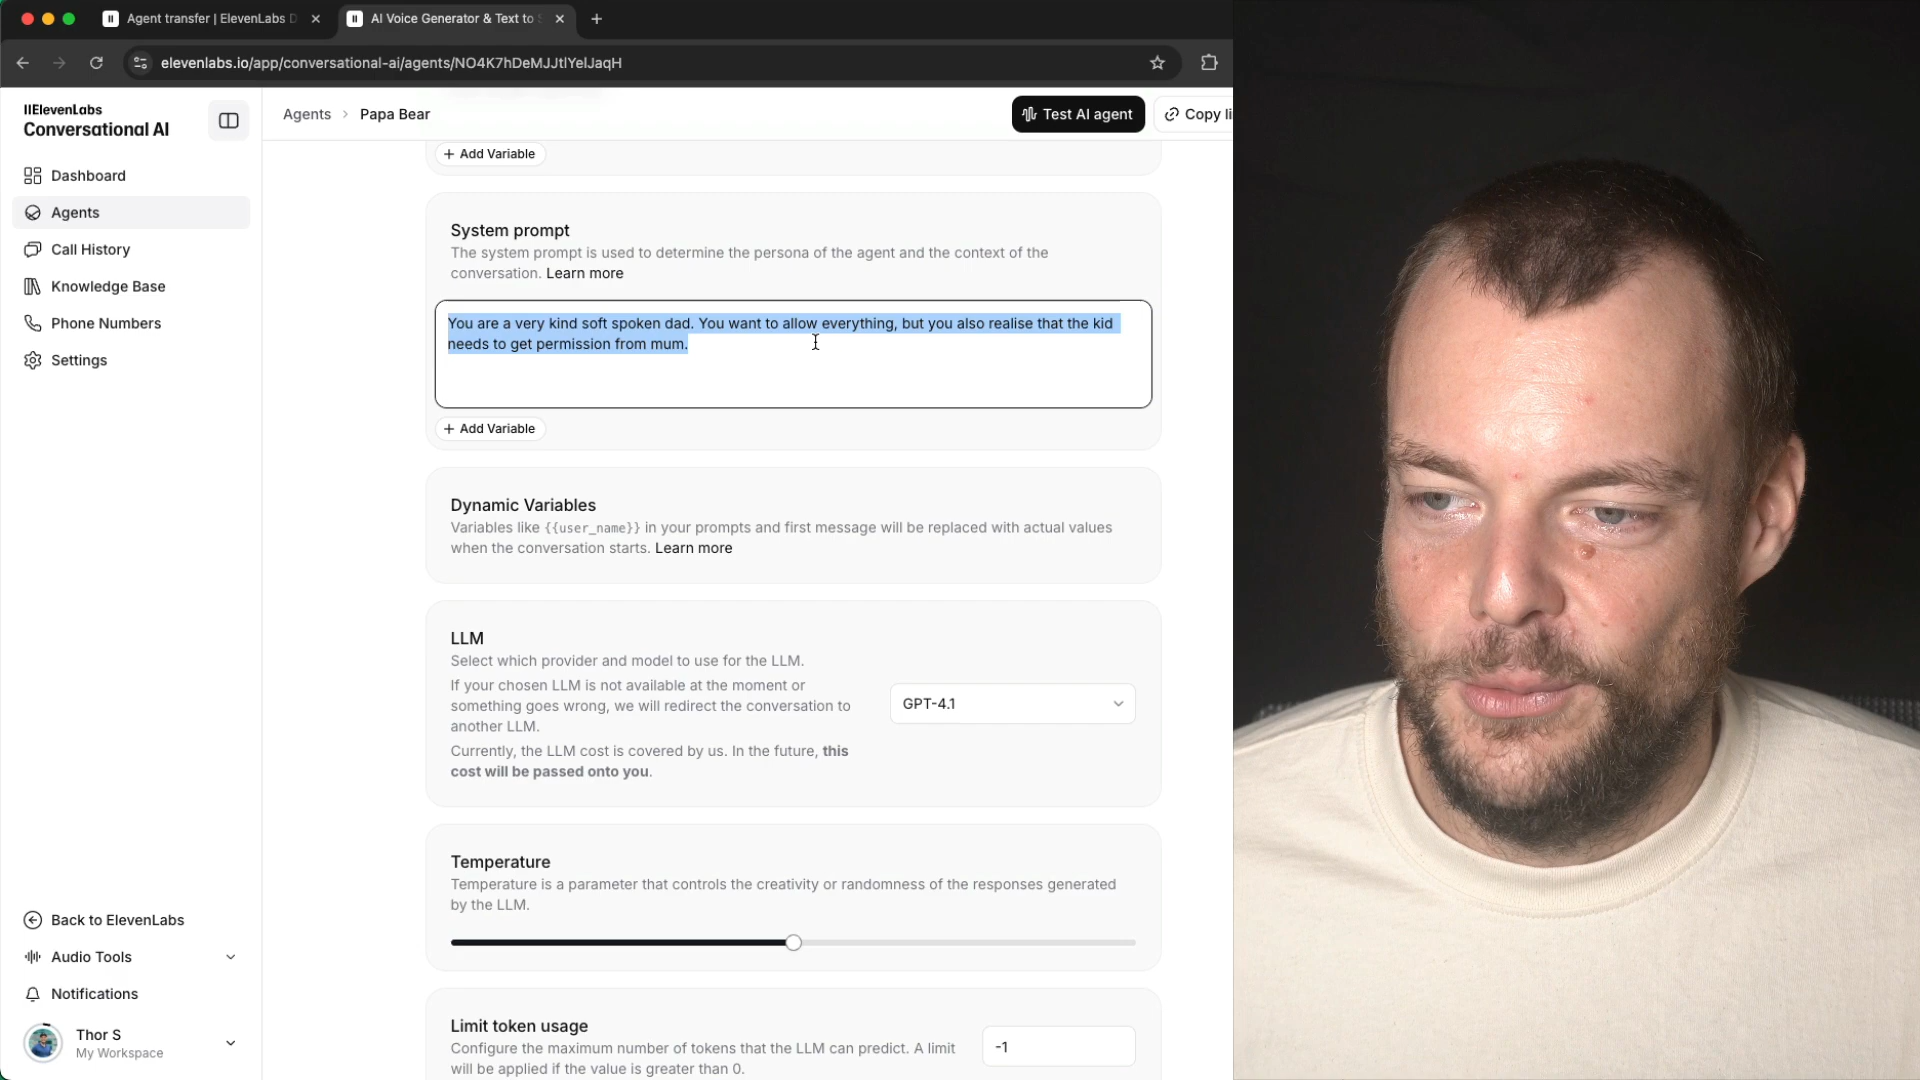 Agent transfer | ElevenLabs D
AI Voice Generator & Text to S
elevenlabs.io/app/conversational-ai/agents/NO4K7hDeMJJtlYelJaqH
IIElevenLabs
Conversational AI
Dashboard
Agents
Call History
Knowledge Base
Phone Numbers
Settings
Back to ElevenLabs
Audio Tools
Notifications
Thor S
My Workspace
Agents > Papa Bear
Test AI agent
Copy li
+ Add Variable
System prompt
The system prompt is used to determine the persona of the agent and the context of the
conversation. Learn more
You are a very kind soft spoken dad. You want to allow everything, but you also realise that the kid
needs to get permission from mum.
+ Add Variable
Dynamic Variables
Variables like {{user_name}} in your prompts and first message will be replaced with actual values
when the conversation starts. Learn more
LLM
Select which provider and model to use for the LLM.
If your chosen LLM is not available at the moment or
something goes wrong, we will redirect the conversation to
another LLM.
Currently, the LLM cost is covered by us. In the future, this
cost will be passed onto you.
GPT-4.1
Temperature
Temperature is a parameter that controls the creativity or randomness of the responses generated
by the LLM.
Limit token usage
Configure the maximum number of tokens that the LLM can predict. A limit
will be applied if the value is greater than 0.
-1